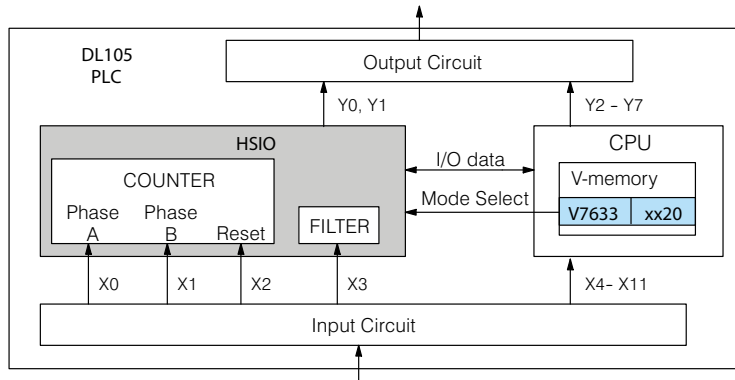 DL105
PLC
Output Circuit
Y0, Y1
Y2 – Y7
HSIO
CPU
COUNTER
I/O data
V-memory
Phase A
Phase B
Reset
FILTER
Mode Select
V7633
xx20
X0
X1
X2
X3
X4– X11
Input Circuit